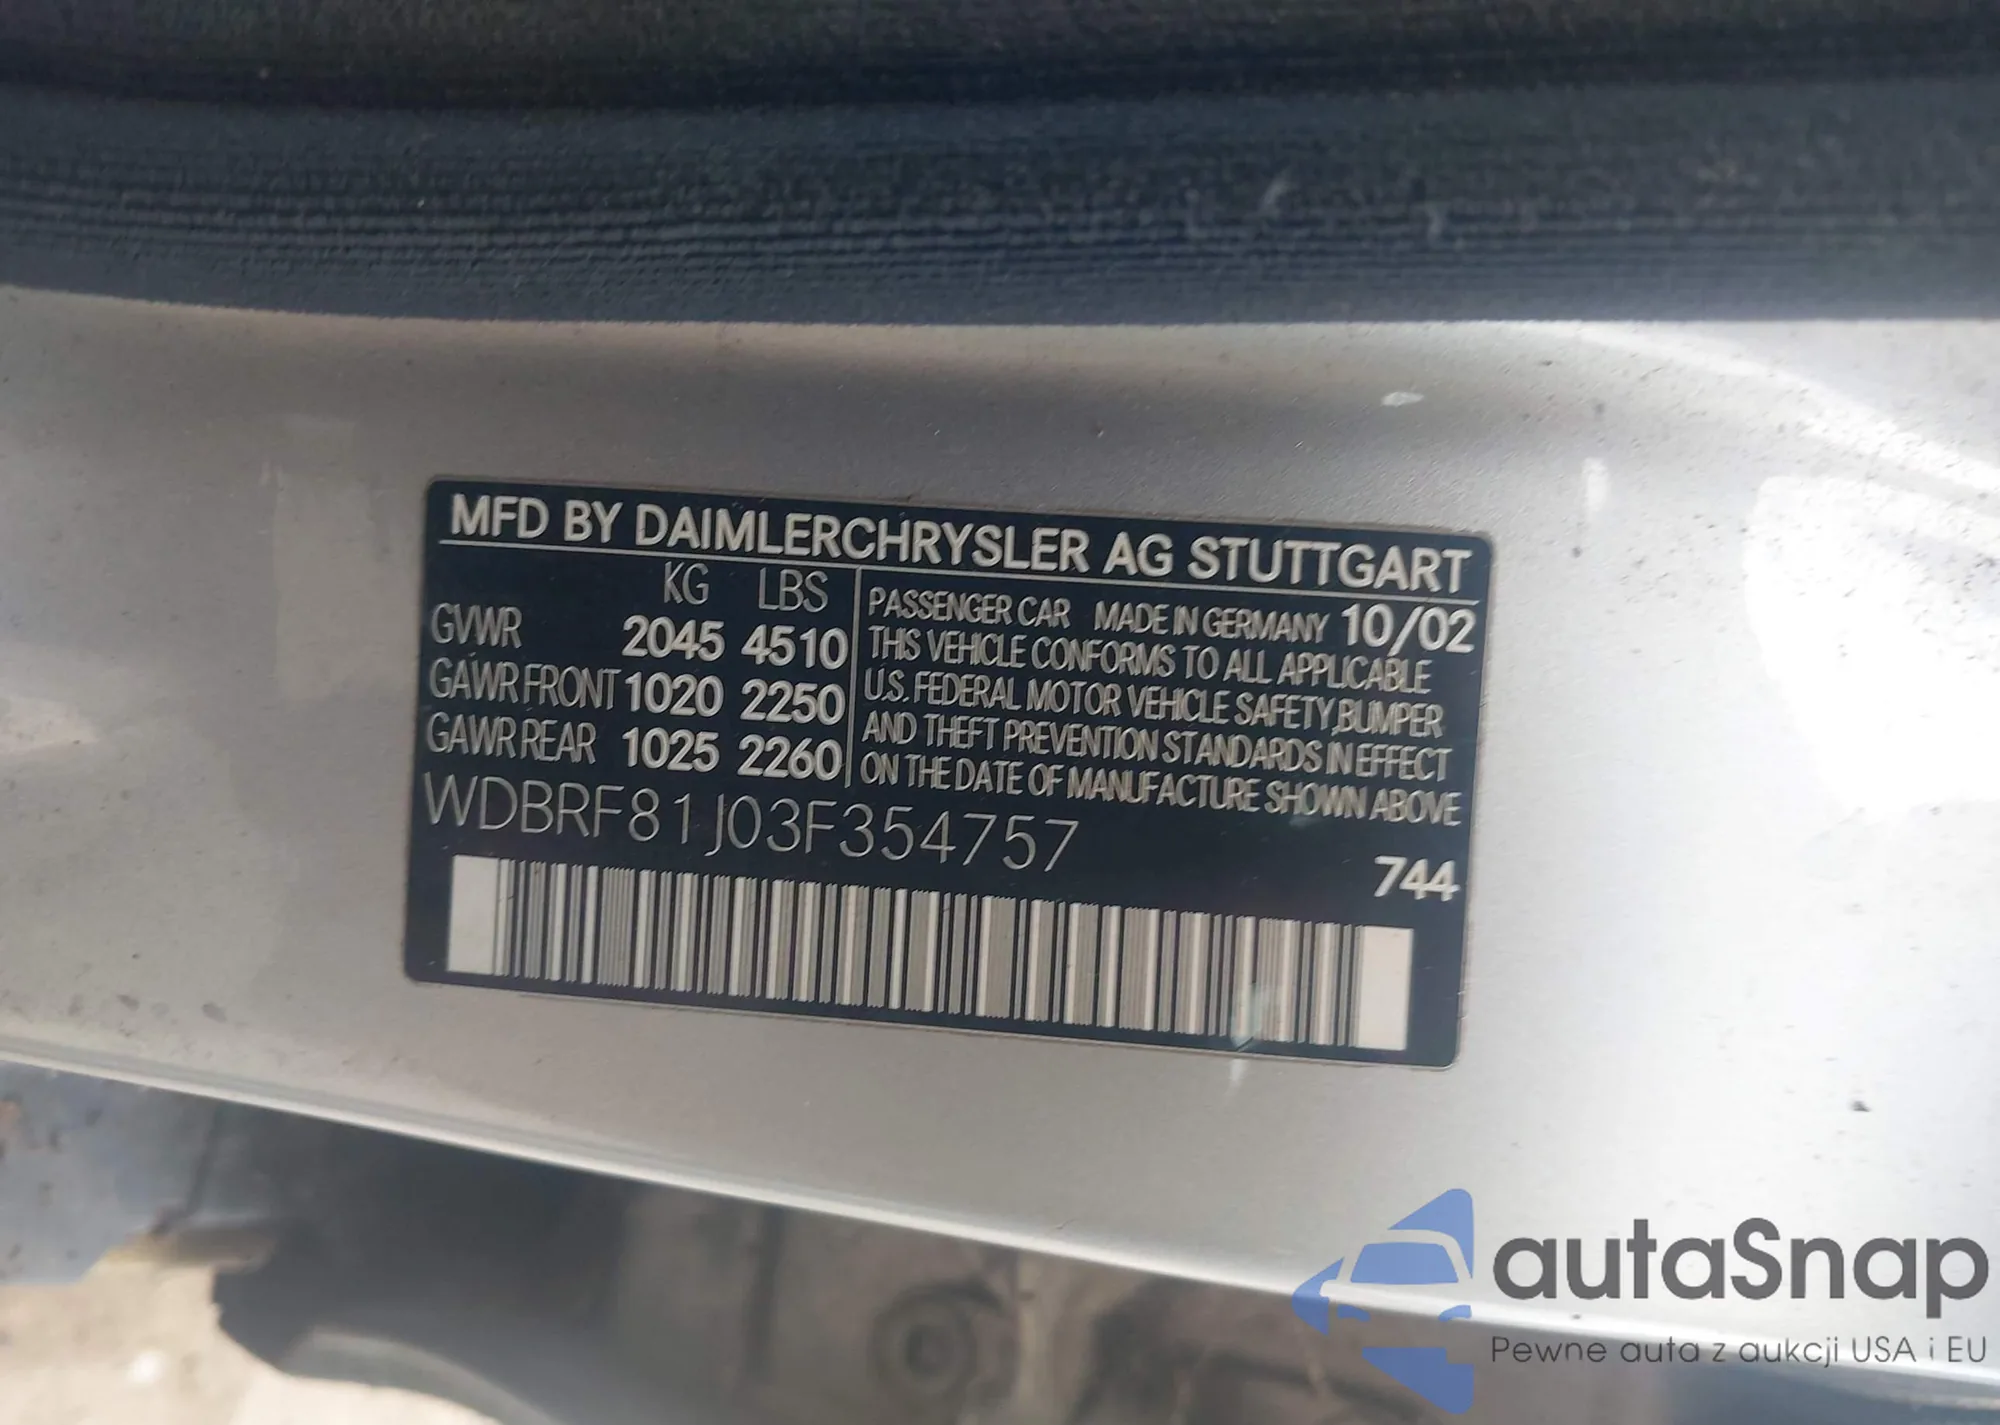 MFD BY DAIMLERCHRYSLER AG STUTTGART
KG LBS
GVWR 2045 4510
GAWR FRONT 1020 2250
GAWR REAR 1025 2260
PASSENGER CAR MADE IN GERMANY 10/02
THIS VEHICLE CONFORMS TO ALL APPLICABLE
U.S. FEDERAL MOTOR VEHICLE SAFETY, BUMPER
AND THEFT PREVENTION STANDARDS IN EFFECT
ON THE DATE OF MANUFACTURE SHOWN ABOVE
WDBRF81J03F354757
744
autaSnap
Pewne auta z aukcji USA i EU